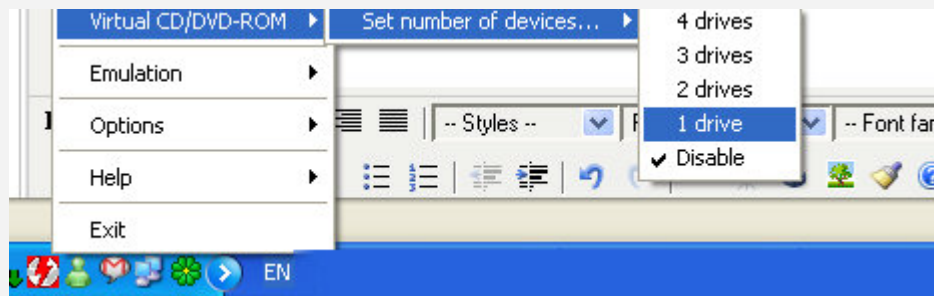 Virtual CD/DVD-ROM
Set number of devices...
4 drives
3 drives
2 drives
1 drive
Disable
Emulation
Options
Help
Exit
-- Styles --
-- Font far
EN